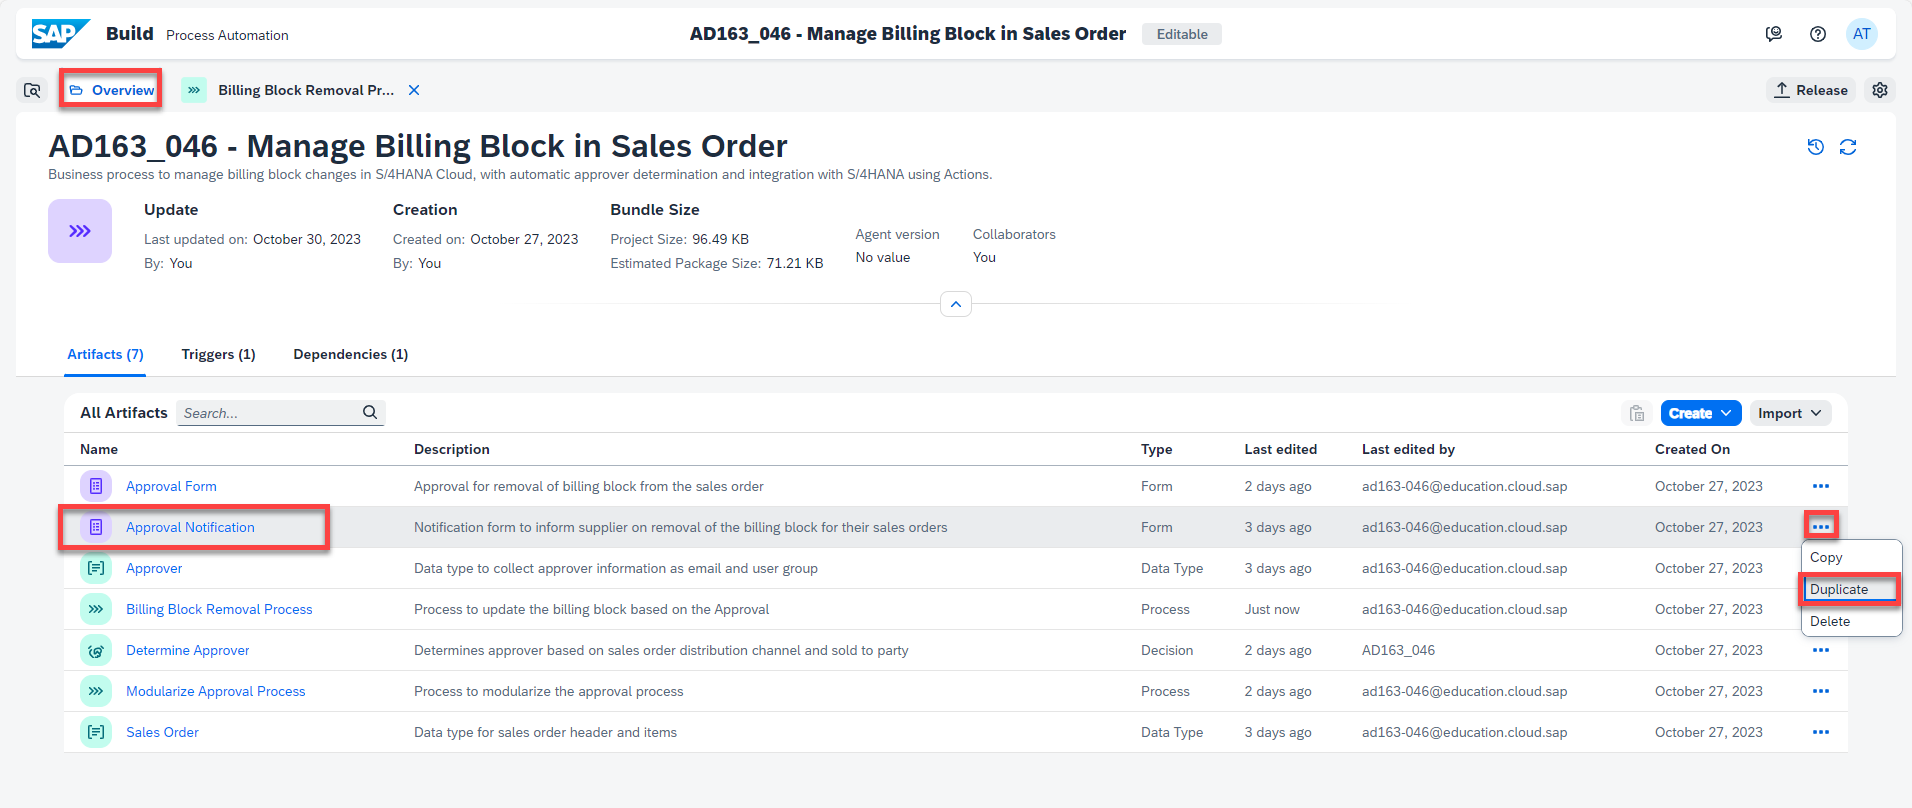 SAP Build Process Automation AD163_046 - Manage Billing Block in Sales Order Editable AT
Overview Billing Block Removal Pr... Release
AD163_046 - Manage Billing Block in Sales Order
Business process to manage billing block changes in S/4HANA Cloud, with automatic approver determination and integration with S/4HANA using Actions.
Update Creation Bundle Size
Last updated on: October 30, 2023 Created on: October 27, 2023 Project Size: 96.49 KB Agent version Collaborators
By: You By: You Estimated Package Size: 71.21 KB No value You
Artifacts (7) Triggers (1) Dependencies (1)
All Artifacts Search... Create Import
Name Description Type Last edited Last edited by Created On
Approval Form Approval for removal of billing block from the sales order Form 2 days ago ad163-046@education.cloud.sap October 27, 2023
Approval Notification Notification form to inform supplier on removal of the billing block for their sales orders Form 3 days ago ad163-046@education.cloud.sap October 27, 2023
Copy
Approver Data type to collect approver information as email and user group Data Type 3 days ago ad163-046@education.cloud.sap October 27, 2023
Duplicate
Billing Block Removal Process Process to update the billing block based on the Approval Process Just now ad163-046@education.cloud.sap October 27, 2023
Delete
Determine Approver Determines approver based on sales order distribution channel and sold to party Decision 2 days ago AD163_046 October 27, 2023
Modularize Approval Process Process to modularize the approval process Process 2 days ago ad163-046@education.cloud.sap October 27, 2023
Sales Order Data type for sales order header and items Data Type 3 days ago ad163-046@education.cloud.sap October 27, 2023